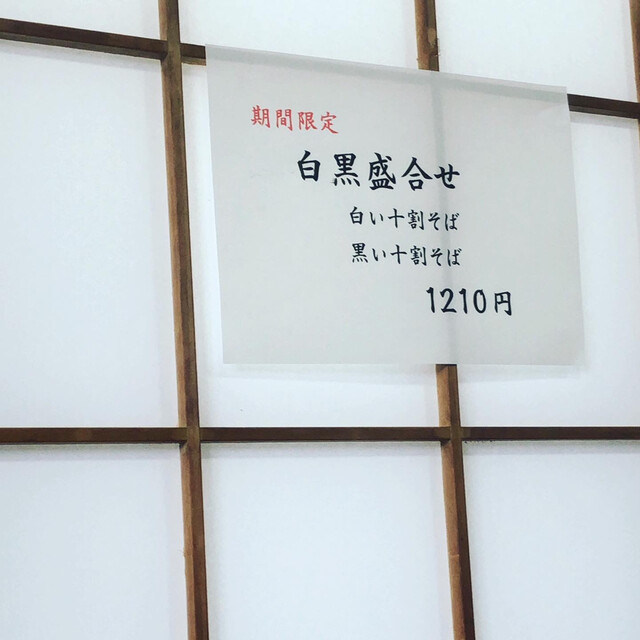 期間限定
白黒盛合せ
白い十割そば
黒い十割そば
1210円